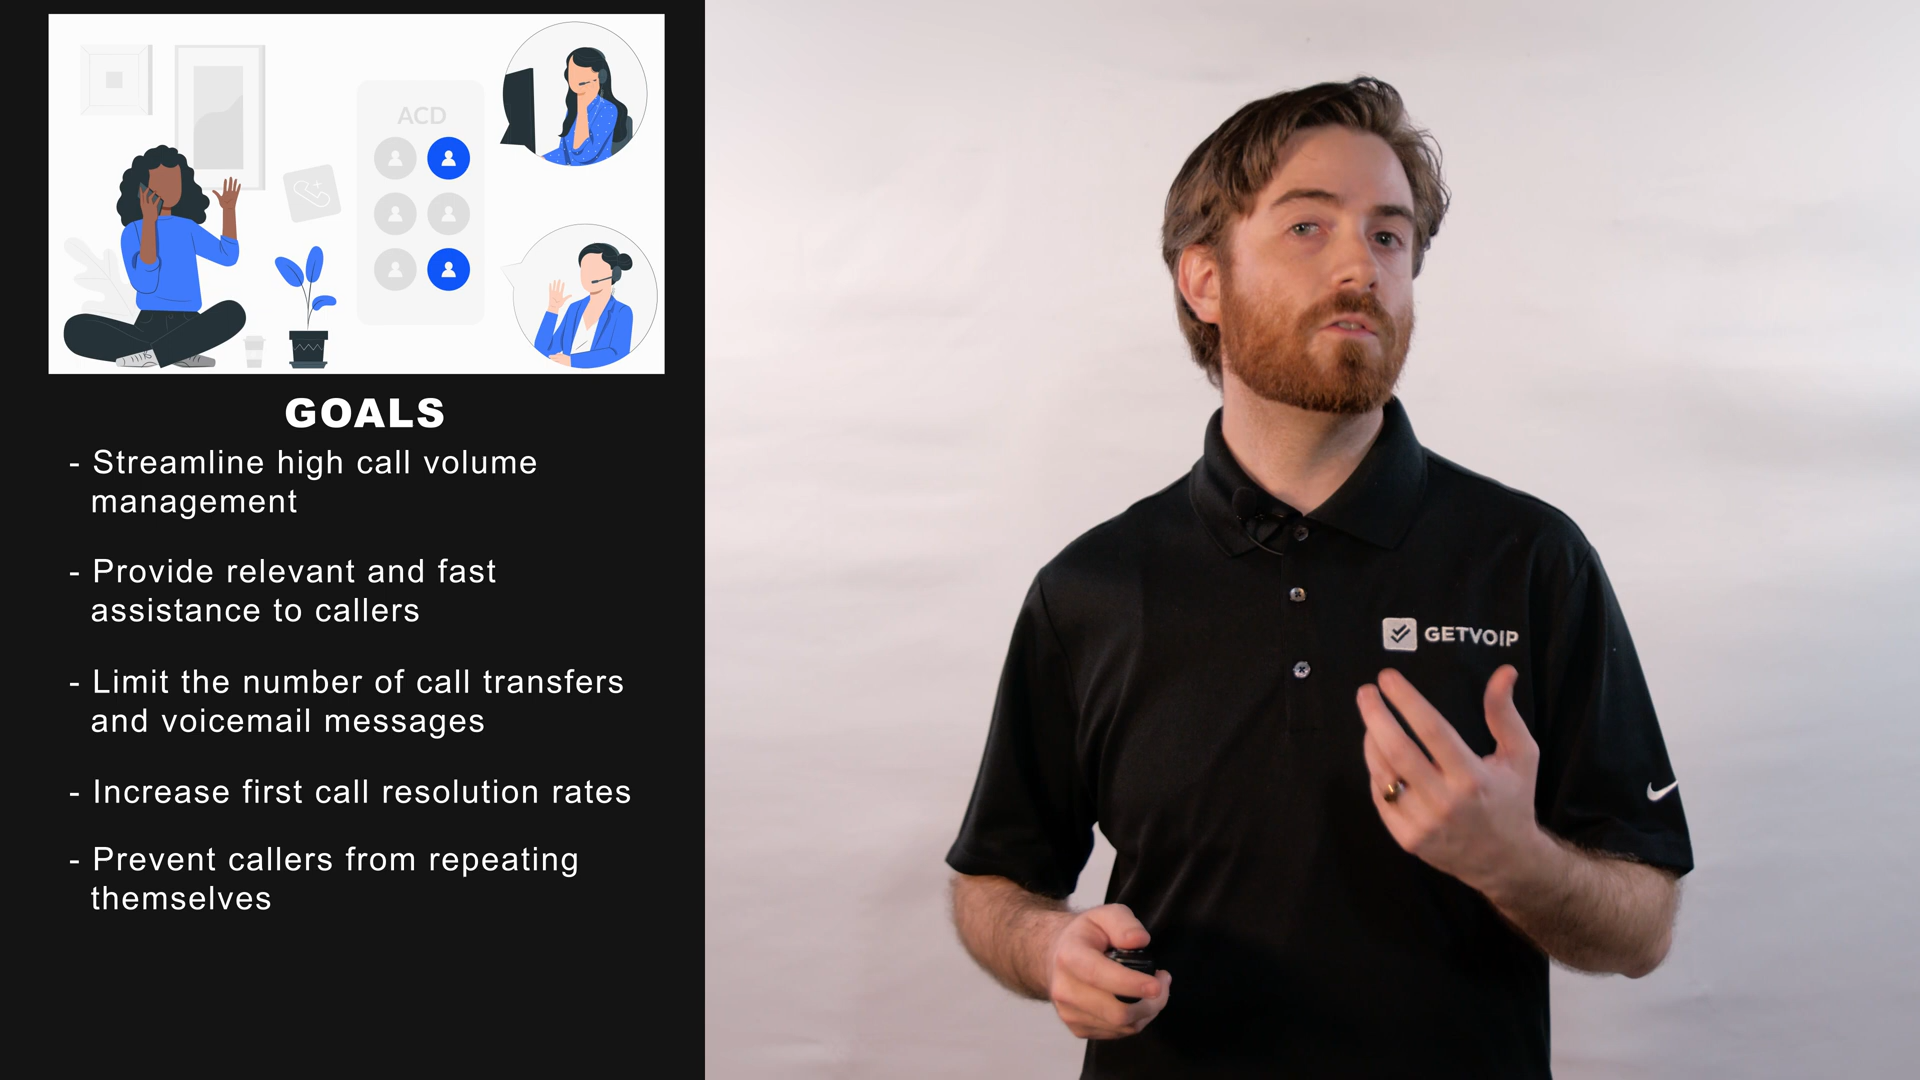 ACD
GOALS
- Streamline high call volume
management
- Provide relevant and fast
assistance to callers
- Limit the number of call transfers
and voicemail messages
- Increase first call resolution rates
- Prevent callers from repeating
themselves
GETVOIP